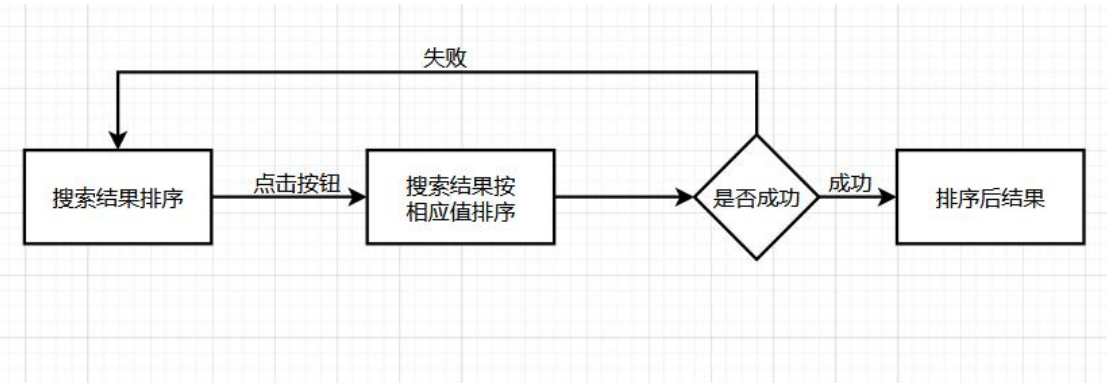 失败
搜索结果排序
点击按钮
搜索结果按
相应值排序
是否成功
成功
排序后结果